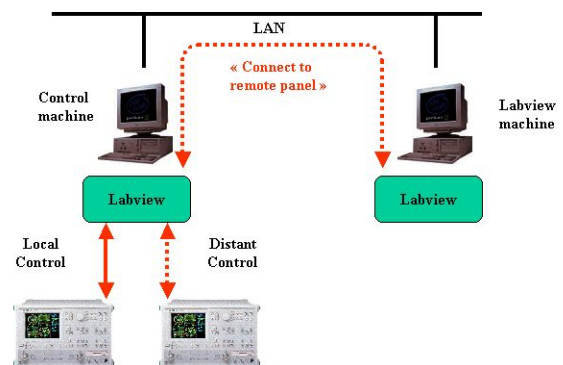 LAN
« Connect to
remote panel »
Control
machine
Labview
machine
Labview
Labview
Local
Control
Distant
Control